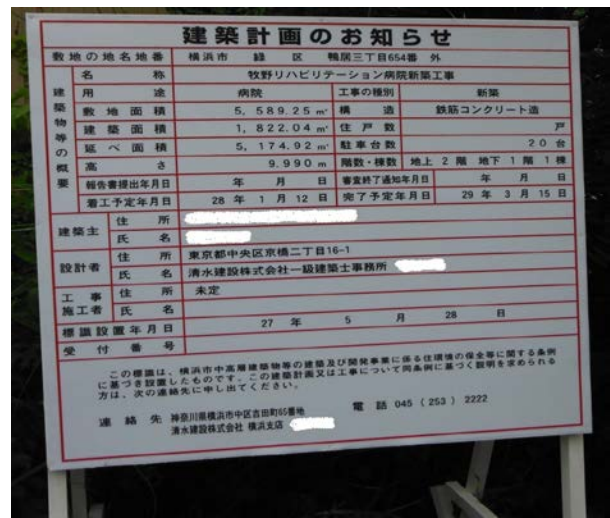 建築計画のお知らせ
敷地の地名地番 横浜市 緑 区 鴨居三丁目654番 外
建築物等の概要
名 称 牧野リハビリテーション病院新築工事
用 途 病院 工事の種別 新築
敷 地 面 積 5,589.25 ㎡ 構 造 鉄筋コンクリート造
建 築 面 積 1,822.04 ㎡ 住 戸 数 戸
延 べ 面 積 5,174.92 ㎡ 駐車台数 20 台
高 さ 9.990 m 階数・棟数 地上 2 階 地下 1 階 1 棟
報告書提出年月日 年 月 日 審査終了通知年月日 年 月 日
着工予定年月日 28 年 1 月 12 日 完了予定年月日 29 年 3 月 15 日
建築主 住 所
氏 名
設計者 住 所 東京都中央区京橋二丁目16-1
氏 名 清水建設株式会社一級建築士事務所
工 事 施工者 住 所 未定
氏 名
標識設置年月日 27 年 5 月 28 日
受 付 番 号
この標識は、横浜市中高層建築物等の建築及び開発事業に係る住環境の保全等に関する条例
に基づき設置したものです。この建築計画又は工事について同条例に基づく説明を求められる
方は、次の連絡先に申し出てください。
連 絡 先 神奈川県横浜市中区吉田町65番地 電 話 045 (253) 2222
清水建設株式会社 横浜支店